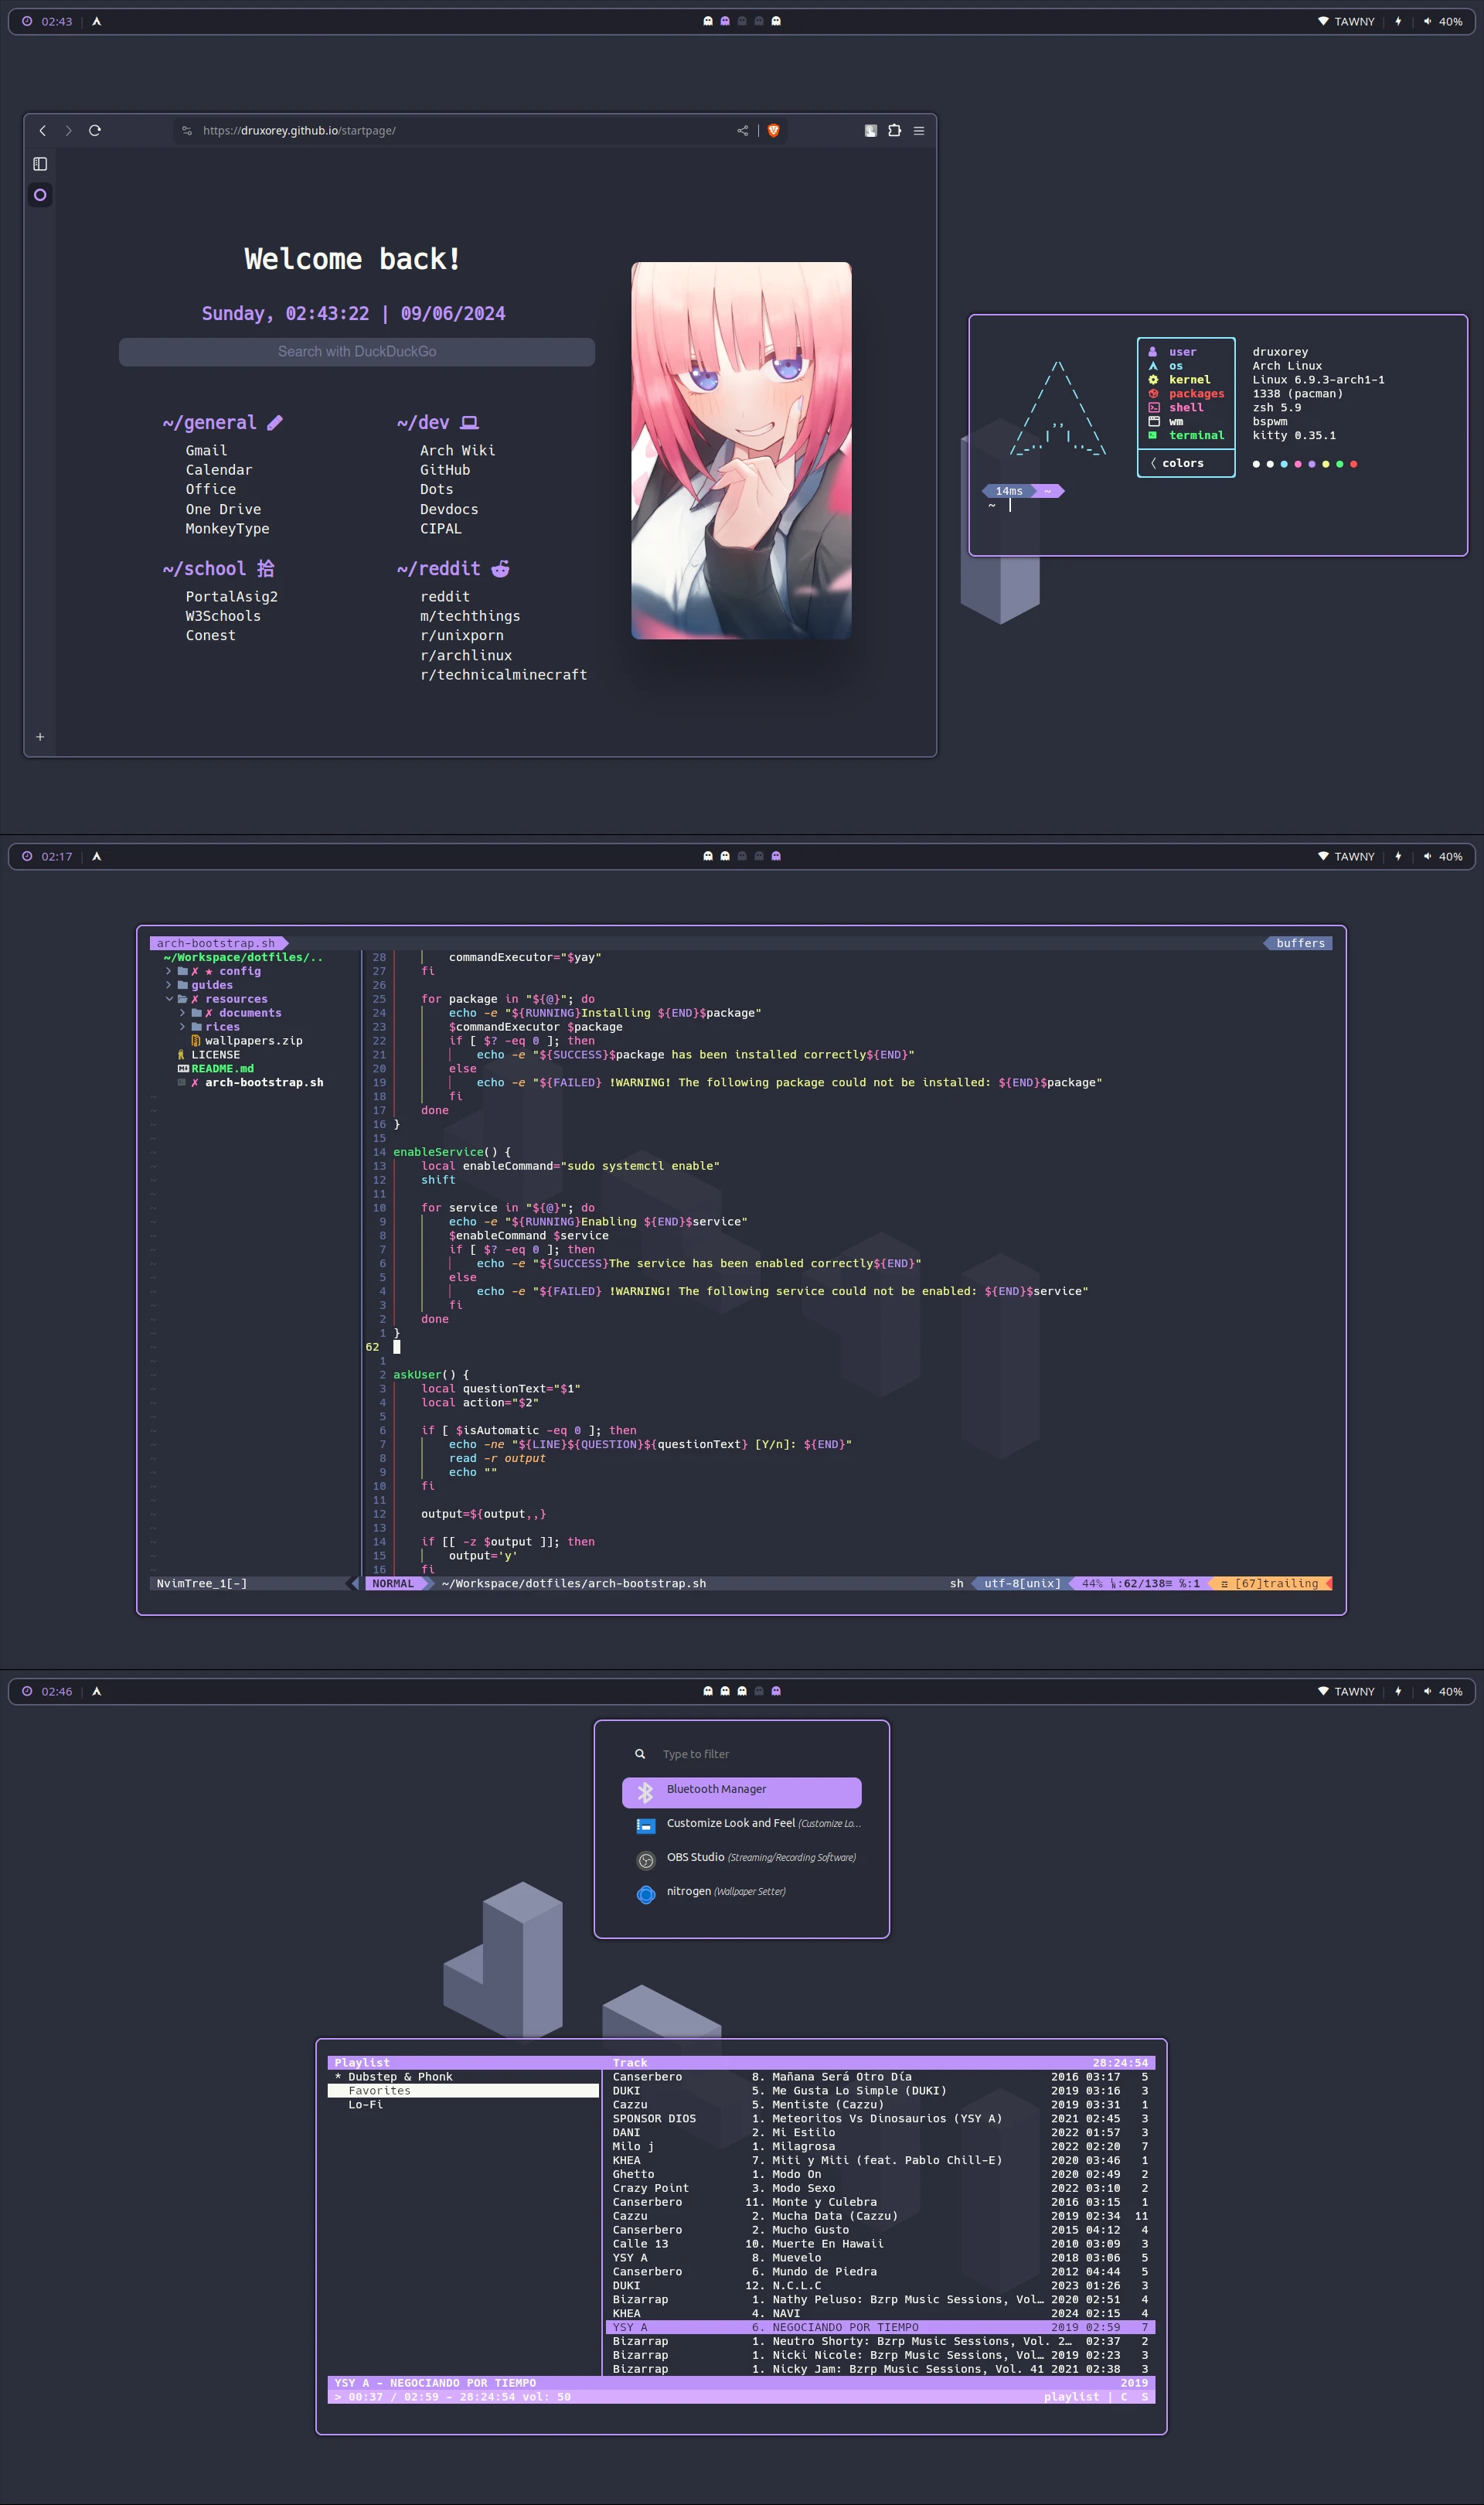 02:43
TAWNY
40%
https://druxorey.github.io/startpage/
Welcome back!
Sunday, 02:43:22 | 09/06/2024
Search with DuckDuckGo
~/general
Gmail
Calendar
Office
One Drive
MonkeyType
~/dev
Arch Wiki
GitHub
Dots
Devdocs
CIPAL
~/school 拾
PortalAsig2
W3Schools
Conest
~/reddit
reddit
m/techthings
r/unixporn
r/archlinux
r/technicalminecraft
user druxorey
os Arch Linux
kernel Linux 6.9.3-arch1-1
packages 1338 (pacman)
shell zsh 5.9
wm bspwm
terminal kitty 0.35.1
colors
14ms ~
~
02:17
TAWNY
40%
arch-bootstrap.sh
buffers
~/Workspace/dotfiles/..
✗ ★ config
guides
✗ resources
✗ documents
rices
wallpapers.zip
LICENSE
README.md
✗ arch-bootstrap.sh
28 commandExecutor="$yay"
27 fi
26
25 for package in "${@}"; do
24 echo -e "${RUNNING}Installing ${END}$package"
23 $commandExecutor $package
22 if [ $? -eq 0 ]; then
21 echo -e "${SUCCESS}$package has been installed correctly${END}"
20 else
19 echo -e "${FAILED} !WARNING! The following package could not be installed: ${END}$package"
18 fi
17 done
16 }
15
14 enableService() {
13 local enableCommand="sudo systemctl enable"
12 shift
11
10 for service in "${@}"; do
9 echo -e "${RUNNING}Enabling ${END}$service"
8 $enableCommand $service
7 if [ $? -eq 0 ]; then
6 echo -e "${SUCCESS}The service has been enabled correctly${END}"
5 else
4 echo -e "${FAILED} !WARNING! The following service could not be enabled: ${END}$service"
3 fi
2 done
1 }
62
1
2 askUser() {
3 local questionText="$1"
4 local action="$2"
5
6 if [ $isAutomatic -eq 0 ]; then
7 echo -ne "${LINE}${QUESTION}${questionText} [Y/n]: ${END}"
8 read -r output
9 echo ""
10 fi
11
12 output=${output,,}
13
14 if [[ -z $output ]]; then
15 output='y'
16 fi
NvimTree_1[-]
NORMAL ~/Workspace/dotfiles/arch-bootstrap.sh
sh utf-8[unix] 44% :62/138≡ ℅:1 [67]trailing
02:46
TAWNY
40%
Type to filter
Bluetooth Manager
Customize Look and Feel (Customize Lo...
OBS Studio (Streaming/Recording Software)
nitrogen (Wallpaper Setter)
Playlist
* Dubstep & Phonk
Favorites
Lo-Fi
Track 28:24:54
Canserbero 8. Mañana Será Otro Día 2016 03:17 5
DUKI 5. Me Gusta Lo Simple (DUKI) 2019 03:16 3
Cazzu 5. Mentiste (Cazzu) 2019 03:31 1
SPONSOR DIOS 1. Meteoritos Vs Dinosaurios (YSY A) 2021 02:45 3
DANI 2. Mi Estilo 2022 01:57 3
Milo j 1. Milagrosa 2022 02:20 7
KHEA 7. Miti y Miti (feat. Pablo Chill-E) 2020 03:46 1
Ghetto 1. Modo On 2020 02:49 2
Crazy Point 3. Modo Sexo 2022 03:10 2
Canserbero 11. Monte y Culebra 2016 03:15 1
Cazzu 2. Mucha Data (Cazzu) 2019 02:34 11
Canserbero 2. Mucho Gusto 2015 04:12 4
Calle 13 10. Muerte En Hawaii 2010 03:09 3
YSY A 8. Muevelo 2018 03:06 5
Canserbero 6. Mundo de Piedra 2012 04:44 5
DUKI 12. N.C.L.C 2023 01:26 3
Bizarrap 1. Nathy Peluso: Bzrp Music Sessions, Vol… 2020 02:51 4
KHEA 4. NAVI 2024 02:15 4
YSY A 6. NEGOCIANDO POR TIEMPO 2019 02:59 7
Bizarrap 1. Neutro Shorty: Bzrp Music Sessions, Vol. 2… 02:37 2
Bizarrap 1. Nicki Nicole: Bzrp Music Sessions, Vol… 2019 02:23 3
Bizarrap 1. Nicky Jam: Bzrp Music Sessions, Vol. 41 2021 02:38 3
YSY A - NEGOCIANDO POR TIEMPO 2019
> 00:37 / 02:59 - 28:24:54 vol: 50 playlist | C S